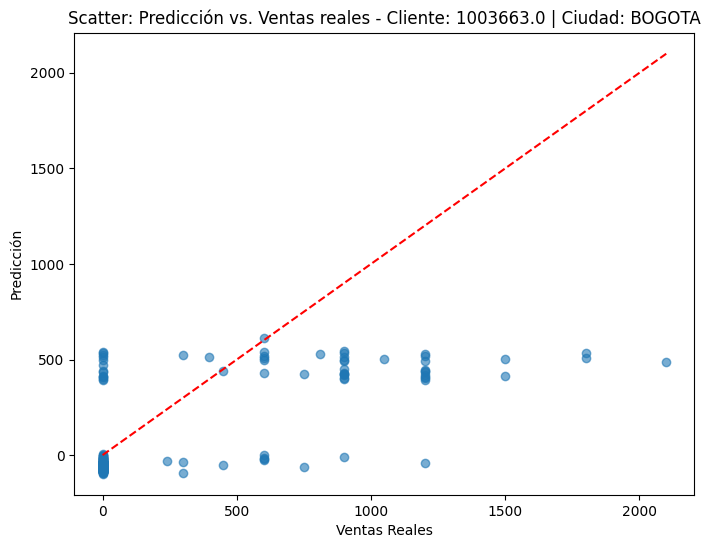 Scatter: Predicción vs. Ventas reales - Cliente: 1003663.0 | Ciudad: BOGOTA
2000
1500
1000
500
0
Predicción
0 500 1000 1500 2000
Ventas Reales